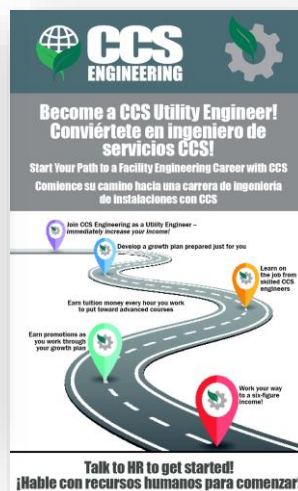 CCS
ENGINEERING
Become a CCS Utility Engineer!
Conviértete en ingeniero de
servicios CCS!
Start Your Path to a Facility Engineering Career with CCS
Comience su camino hacia una carrera de ingeniería
de instalaciones con CCS
Join CCS Engineering as a Utility Engineer –
immediately increase your income!
Develop a growth plan prepared just for you
Learn on
the job from
skilled CCS
engineers
Earn tuition money every hour you work
to put toward advanced courses
Earn promotions as
you work through
your growth plan
Work your way
to a six-figure
income!
Talk to HR to get started!
¡Hable con recursos humanos para comenzar!